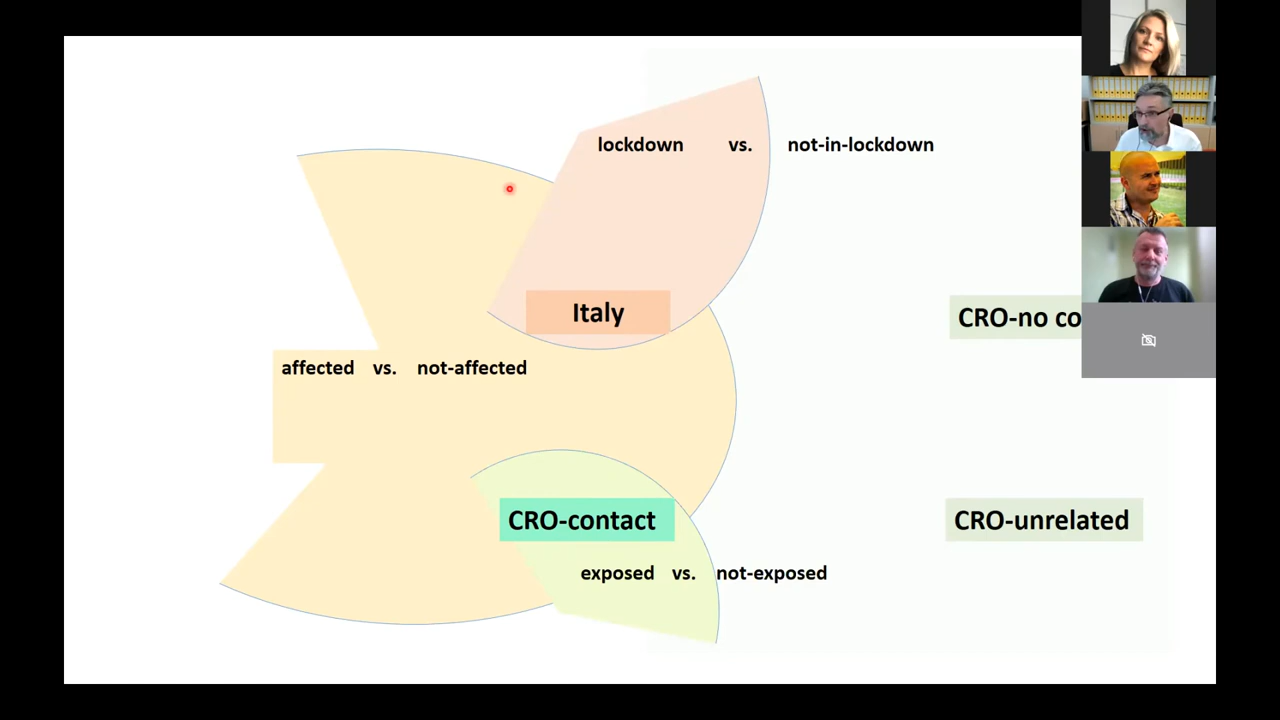 lockdown vs. not-in-lockdown
Italy
CRO-no co
affected vs. not-affected
CRO-contact
CRO-unrelated
exposed vs. not-exposed